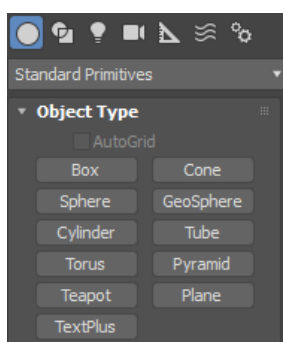 Standard Primitives
Object Type
AutoGrid
Box Cone
Sphere GeoSphere
Cylinder Tube
Torus Pyramid
Teapot Plane
TextPlus